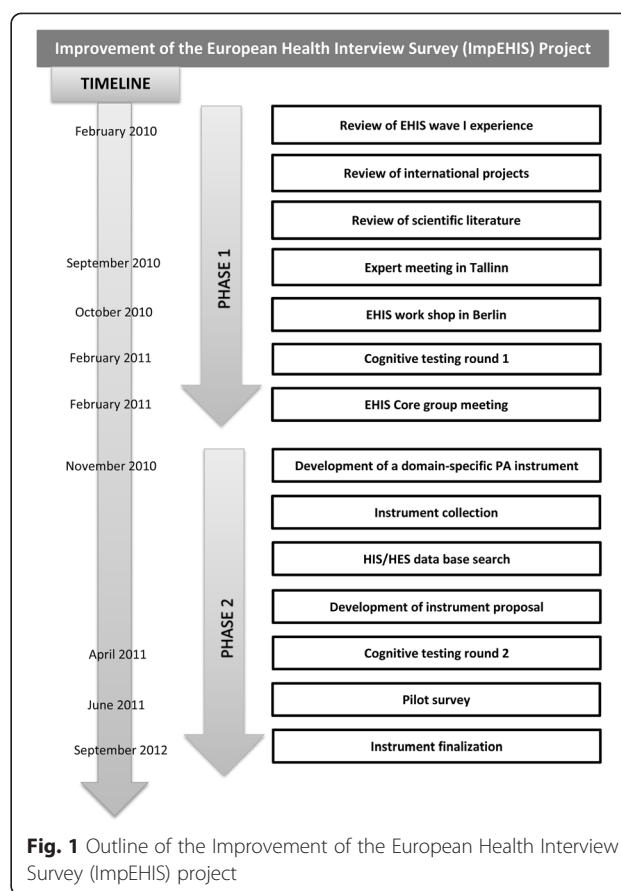 Improvement of the European Health Interview Survey (ImpEHIS) Project
TIMELINE
February 2010
Review of EHIS wave I experience
Review of international projects
Review of scientific literature
September 2010
Expert meeting in Tallinn
October 2010
EHIS work shop in Berlin
February 2011
Cognitive testing round 1
February 2011
EHIS Core group meeting
PHASE 1
November 2010
Development of a domain-specific PA instrument
Instrument collection
HIS/HES data base search
Development of instrument proposal
April 2011
Cognitive testing round 2
June 2011
Pilot survey
September 2012
Instrument finalization
PHASE 2
Fig. 1 Outline of the Improvement of the European Health Interview
Survey (ImpEHIS) project